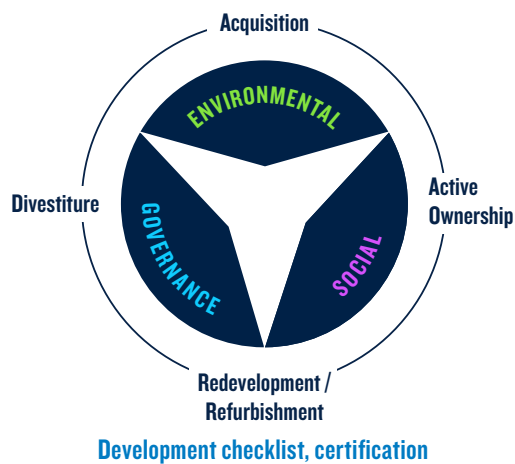 Acquisition
ENVIRONMENTAL
Divestiture
Active
Ownership
GOVERNANCE
SOCIAL
Redevelopment /
Refurbishment
Development checklist, certification